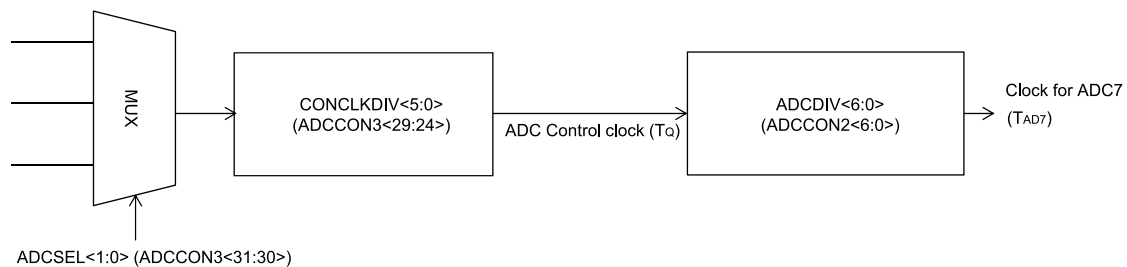 MUX
CONCLKDIV<5:0>
(ADCCON3<29:24>)
ADC Control clock (TQ)
ADCDIV<6:0>
(ADCCON2<6:0>)
Clock for ADC7
(TAD7)
ADCSEL<1:0> (ADCCON3<31:30>)